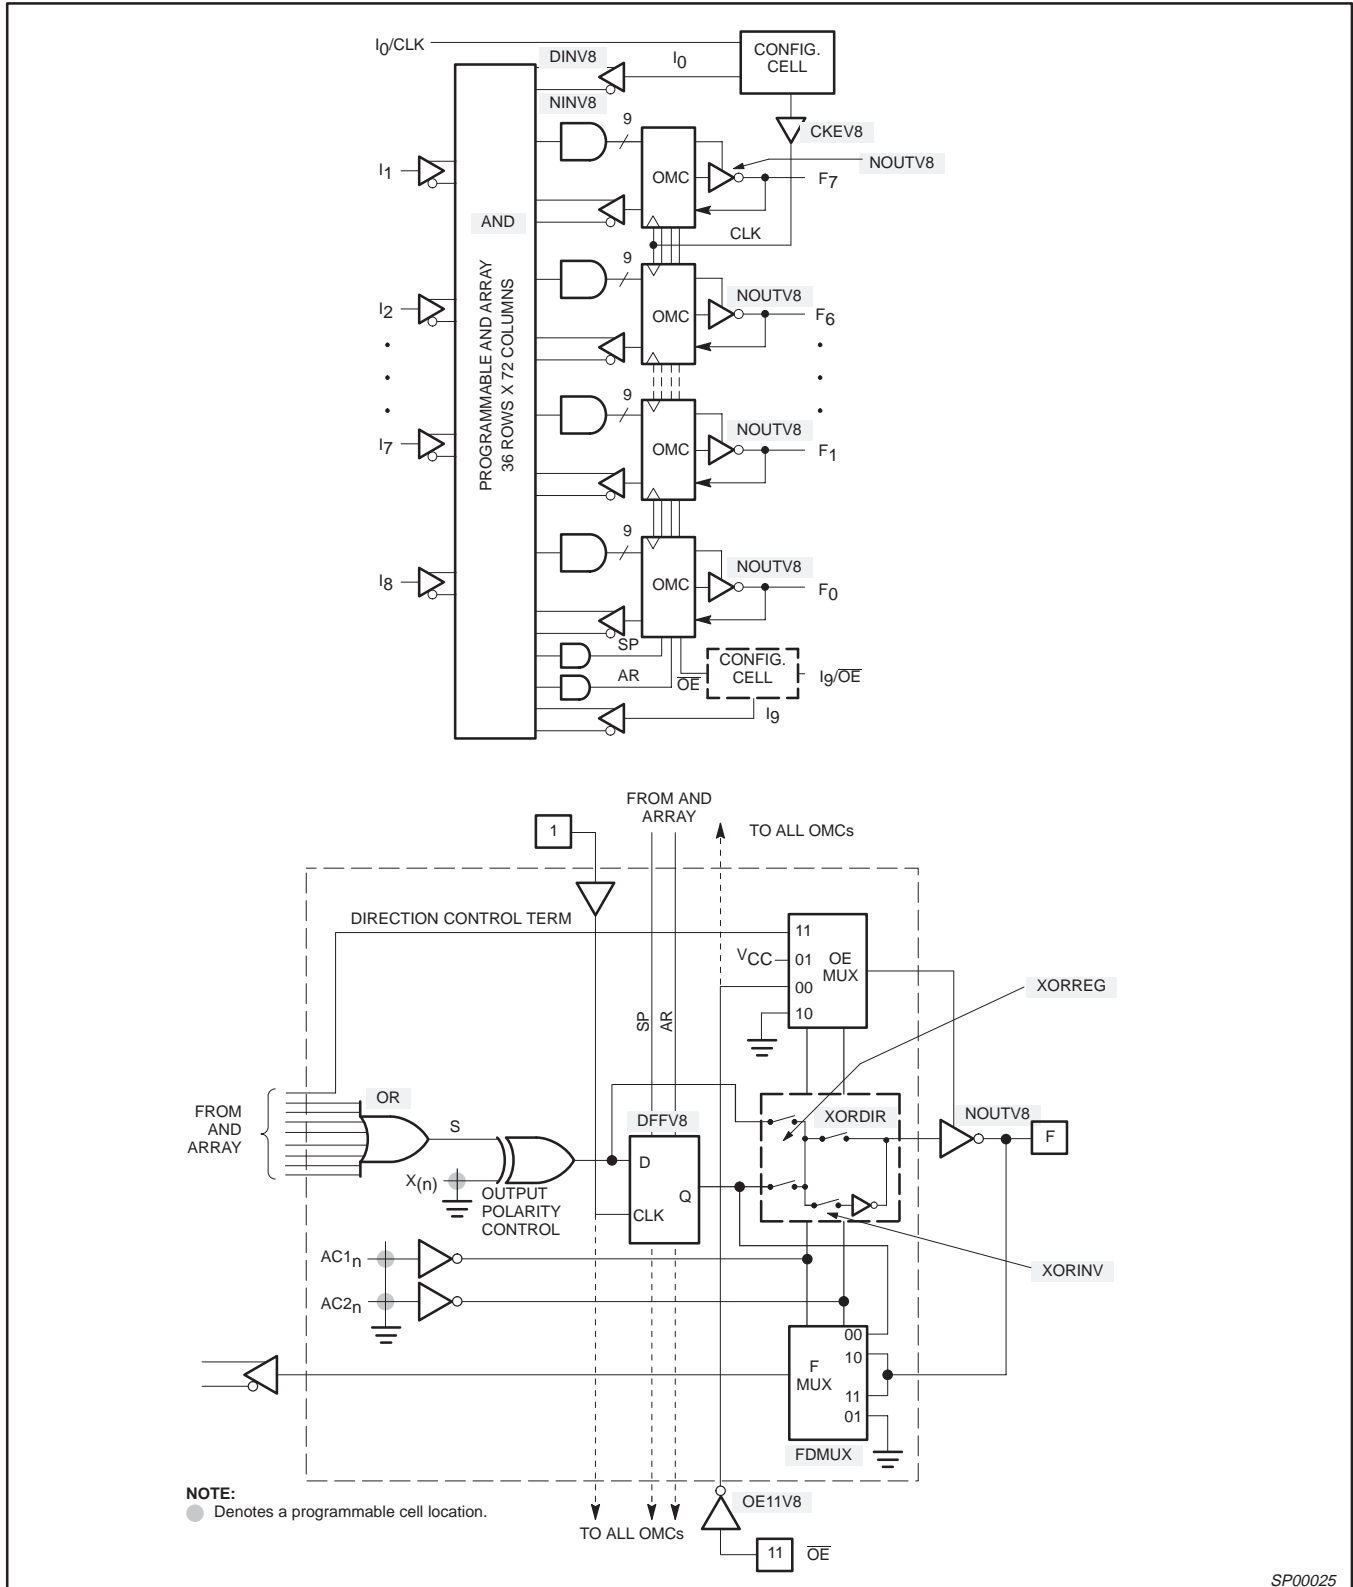 I0/CLK
CONFIG.
CELL
DINV8
I0
NINV8
CKEV8
9
NOUTV8
I1
OMC
F7
AND
CLK
PROGRAMMABLE AND ARRAY
36 ROWS X 72 COLUMNS
9
NOUTV8
I2
OMC
F6
9
NOUTV8
I7
OMC
F1
9
NOUTV8
I8
OMC
F0
SP
AR
OE
CONFIG.
CELL
I9/OE
I9
FROM AND
ARRAY
1
TO ALL OMCs
DIRECTION CONTROL TERM
11
VCC
01
OE
MUX
00
10
XORREG
SP
AR
OR
FROM
AND
ARRAY
S
DFFV8
XORDIR
NOUTV8
F
D
X(n)
OUTPUT
POLARITY
CONTROL
Q
CLK
AC1n
XORINV
AC2n
00
10
F
MUX
11
01
FDMUX
NOTE:
Denotes a programmable cell location.
OE11V8
TO ALL OMCs
11
OE
SP00025